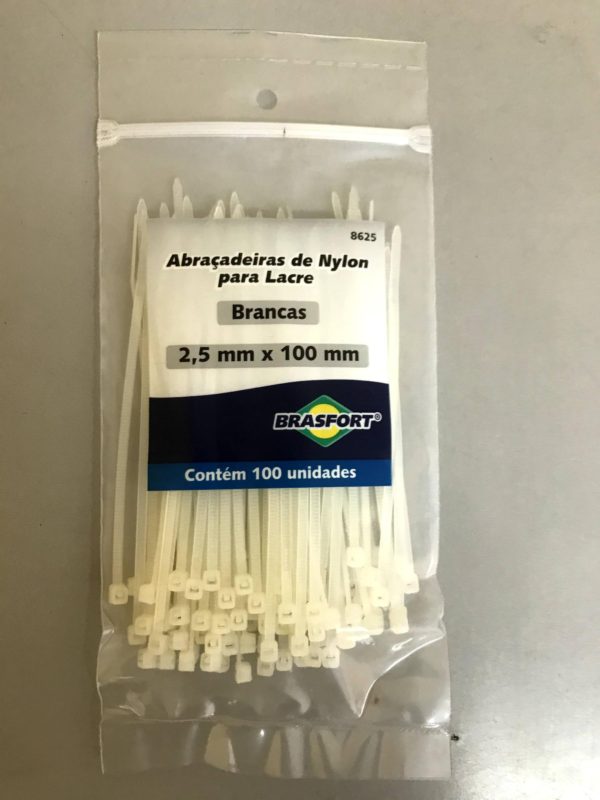 8625
Abraçadeiras de Nylon
para Lacre
Brancas
2,5 mm x 100 mm
BRASFORT®
Contém 100 unidades